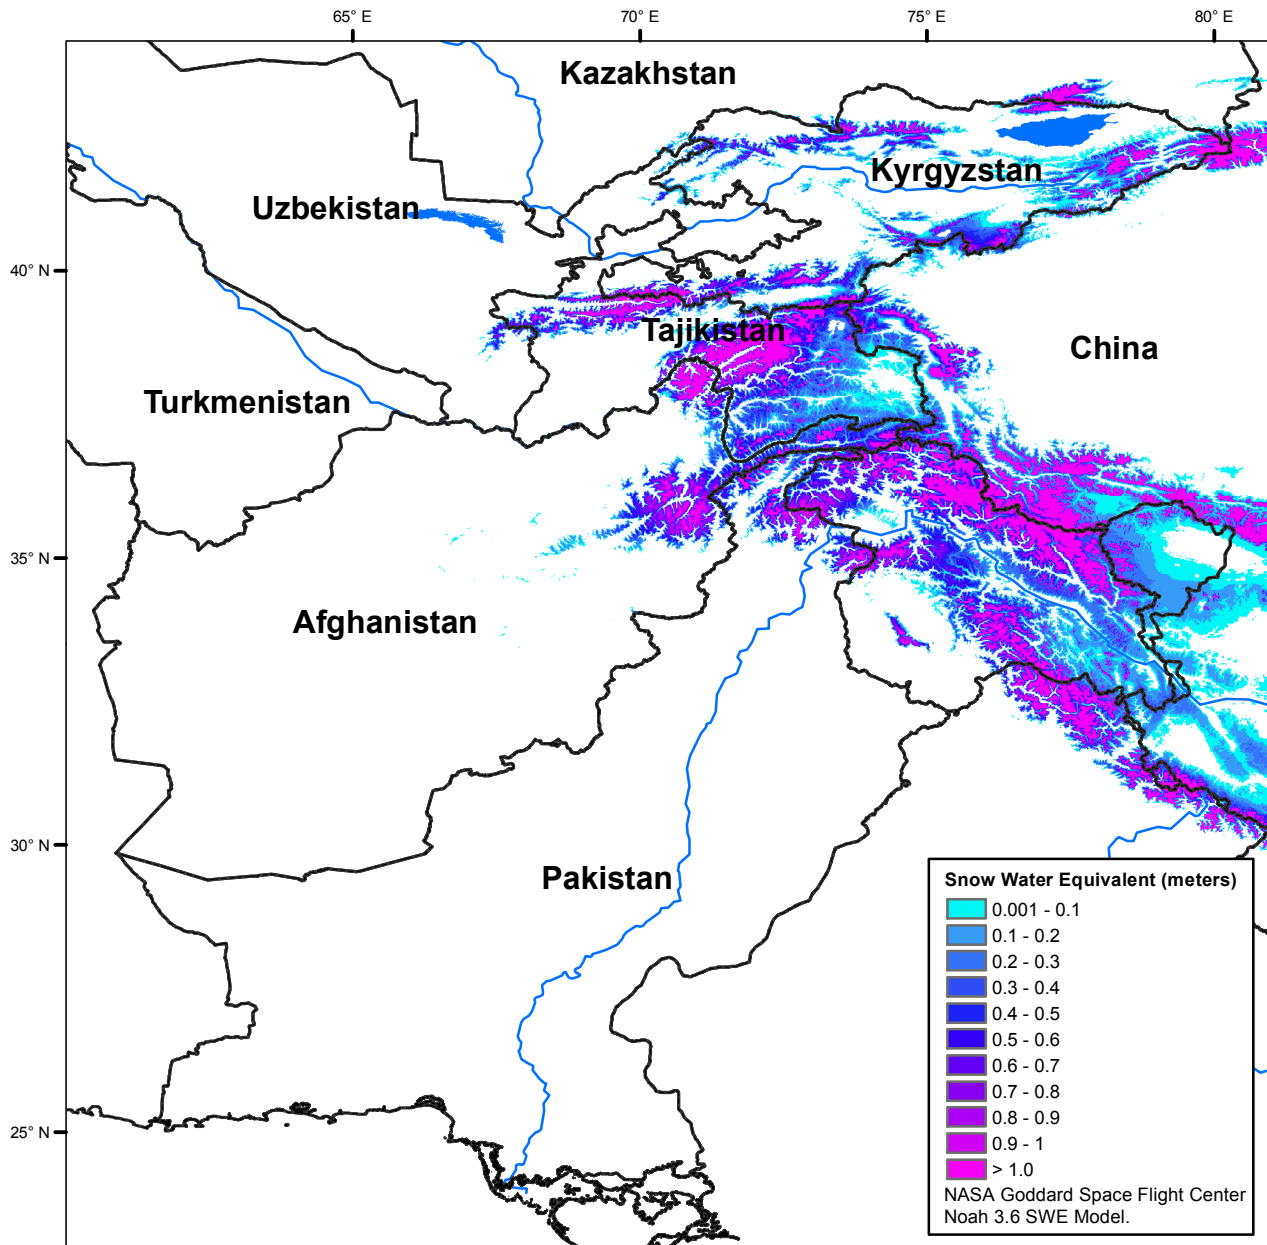 65° E
70° E
75° E
80° E
Kazakhstan
Kyrgyzstan
Uzbekistan
40° N
Tajikistan
China
Turkmenistan
35° N
Afghanistan
30° N
Pakistan
25° N
Snow Water Equivalent (meters)
0.001 - 0.1
0.1 - 0.2
0.2 - 0.3
0.3 - 0.4
0.4 - 0.5
0.5 - 0.6
0.6 - 0.7
0.7 - 0.8
0.8 - 0.9
0.9 - 1
> 1.0
NASA Goddard Space Flight Center
Noah 3.6 SWE Model.